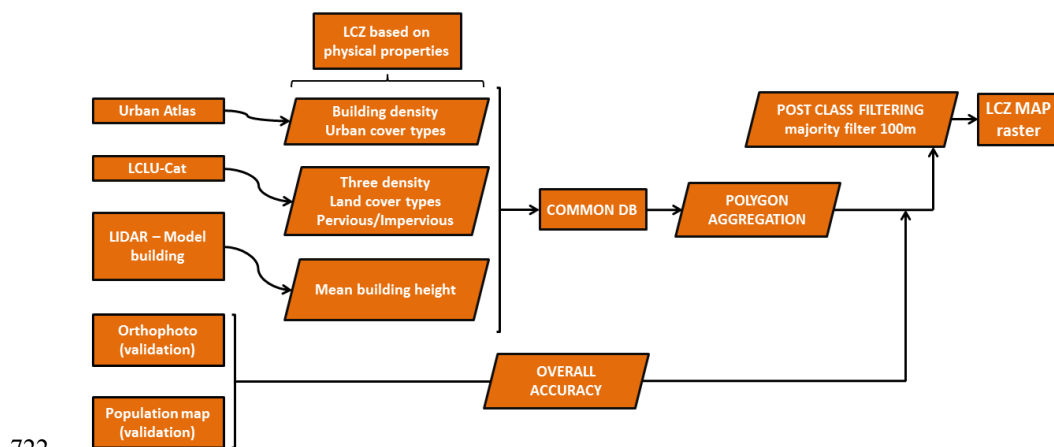 LCZ based on
physical properties
Urban Atlas
Building density
Urban cover types
POST CLASS FILTERING
majority filter 100m
LCZ MAP
raster
LCLU-Cat
Three density
Land cover types
Pervious/Impervious
COMMON DB
POLYGON
AGGREGATION
LIDAR – Model
building
Mean building height
Orthophoto
(validation)
OVERALL
ACCURACY
Population map
(validation)
722